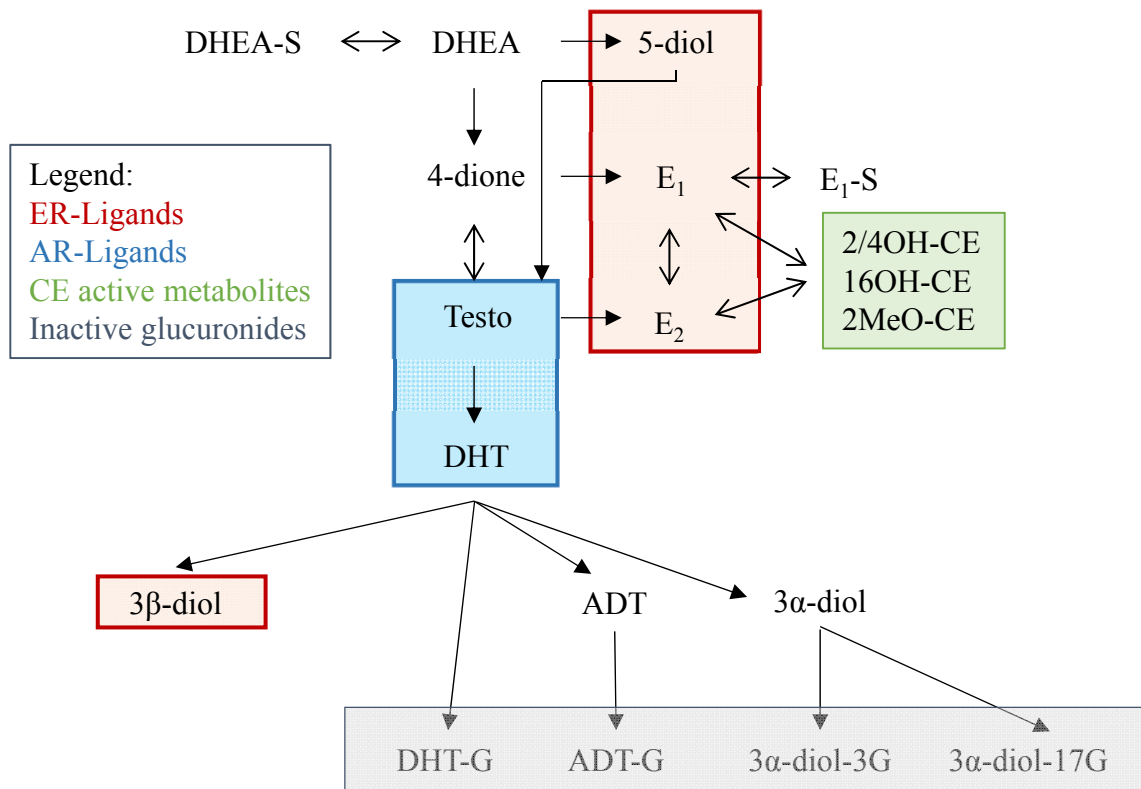 DHEA-S
DHEA
5-diol
Legend:
ER-Ligands
AR-Ligands
CE active metabolites
Inactive glucuronides
4-dione
E₁
E₁-S
2/4OH-CE
16OH-CE
2MeO-CE
Testo
E₂
DHT
3β-diol
ADT
3α-diol
DHT-G
ADT-G
3α-diol-3G
3α-diol-17G